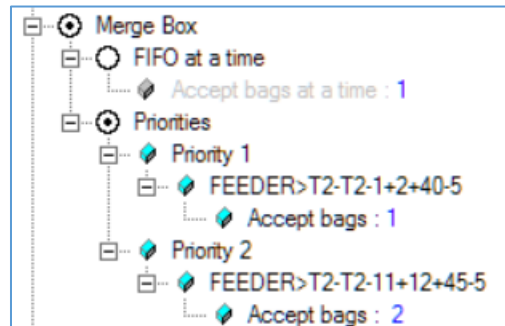 Merge Box
FIFO at a time
Accept bags at a time : 1
Priorities
Priority 1
FEEDER>T2-T2-1+2+40-5
Accept bags : 1
Priority 2
FEEDER>T2-T2-11+12+45-5
Accept bags : 2